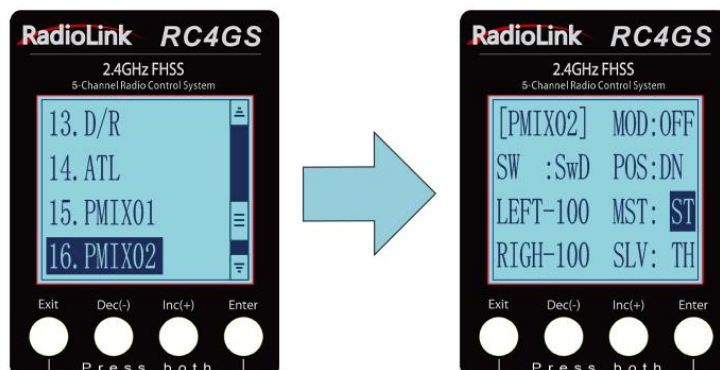 RadioLink RC4GS
2.4GHz FHSS
5-Channel Radio Control System
13. D/R
14. ATL
15. PMIX01
16. PMIX02
Exit Dec(-) Inc(+) Enter
Press both
RadioLink RC4GS
2.4GHz FHSS
5-Channel Radio Control System
[PMIX02] MOD:OFF
SW :SwD POS:DN
LEFT-100 MST: ST
RIGH-100 SLV: TH
Exit Dec(-) Inc(+) Enter
Press both